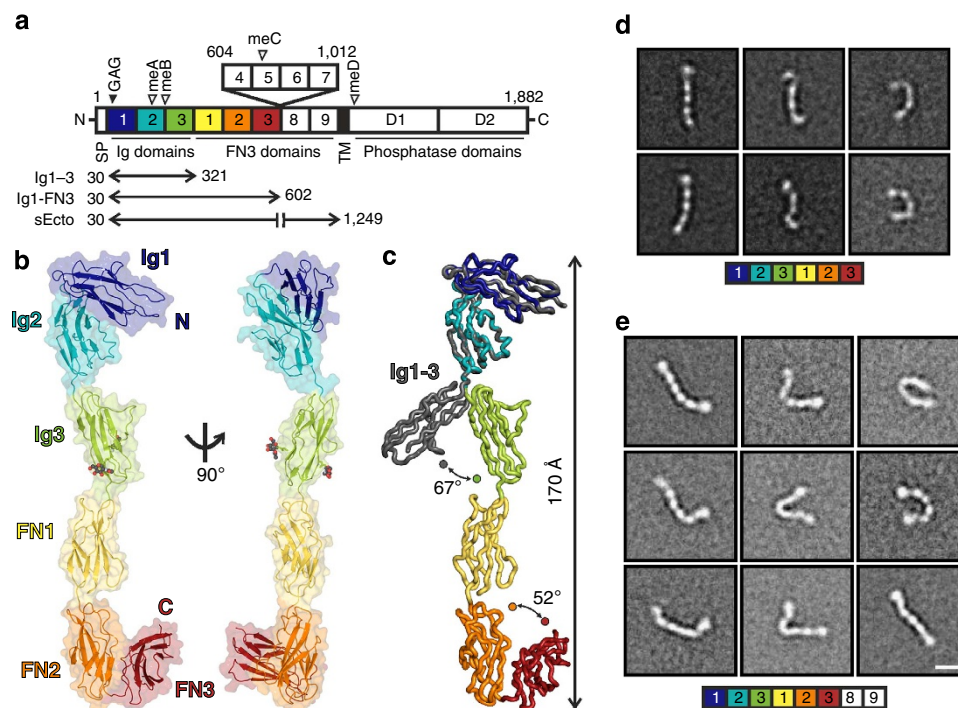 a
604 meC 1,012
4 5 6 7
GAG meA meB meD
1 1,882
N 1 2 3 1 2 3 8 9 D1 D2 C
SP Ig domains FN3 domains TM Phosphatase domains
Ig1–3 30 321
Ig1-FN3 30 602
sEcto 30 1,249
b
Ig1
Ig2
N
Ig3
90°
FN1
C
FN2
FN3
c
Ig1-3
67°
170 Å
52°
d
1 2 3 1 2 3
e
1 2 3 1 2 3 8 9